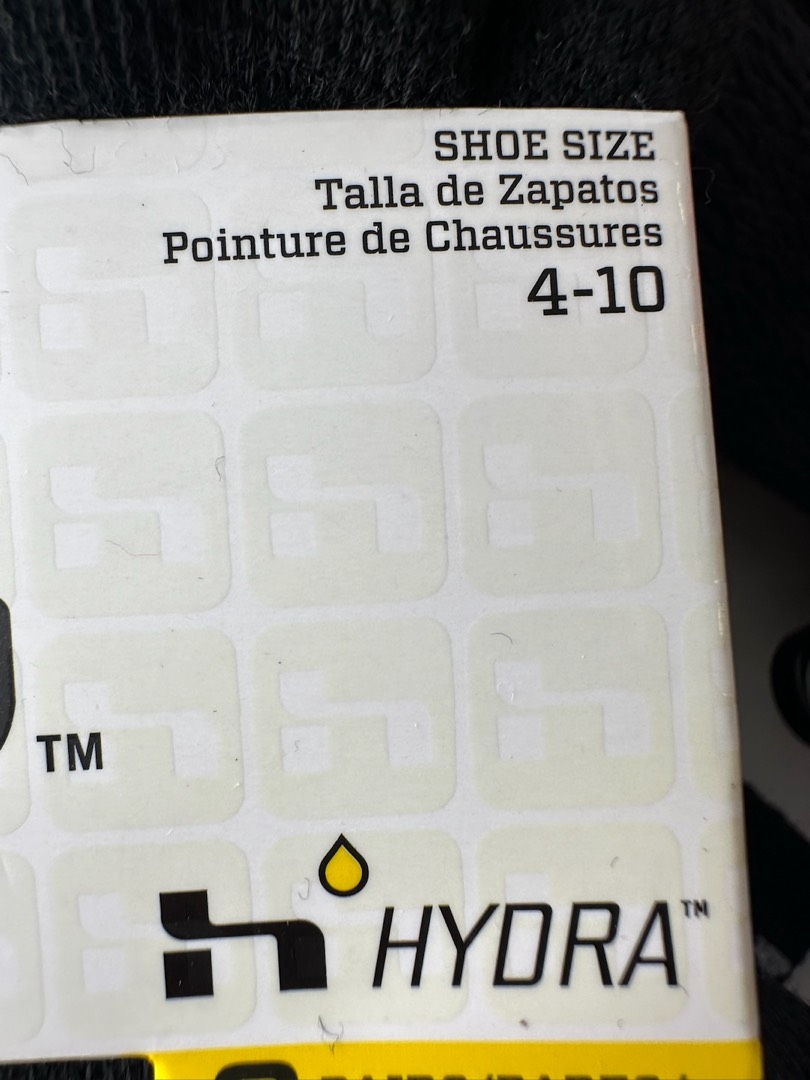 SHOE SIZE
Talla de Zapatos
Pointure de Chaussures
4-10
TM
HYDRA™